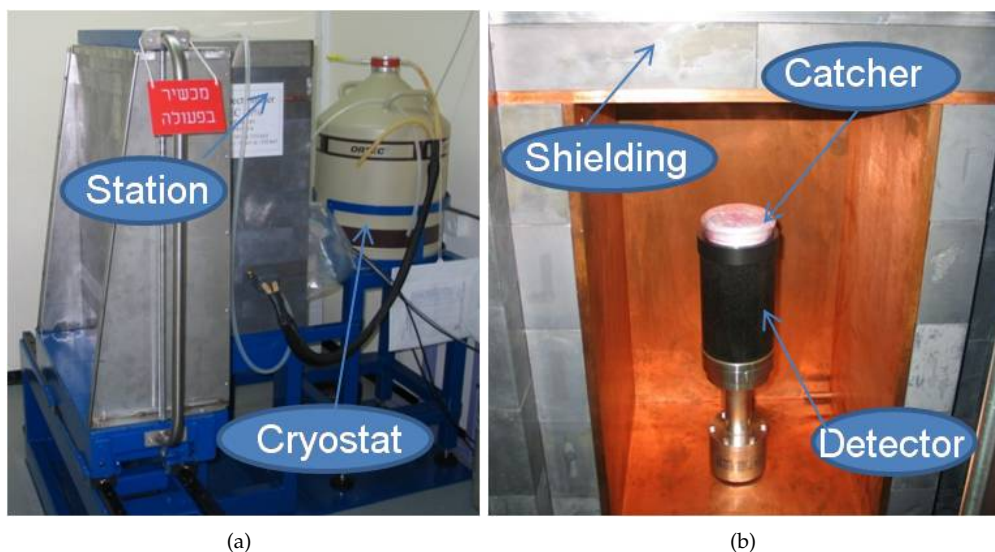 מכשיר
בפעולה
ORTEC
Station
Cryostat
Catcher
Shielding
Detector
(a)
(b)